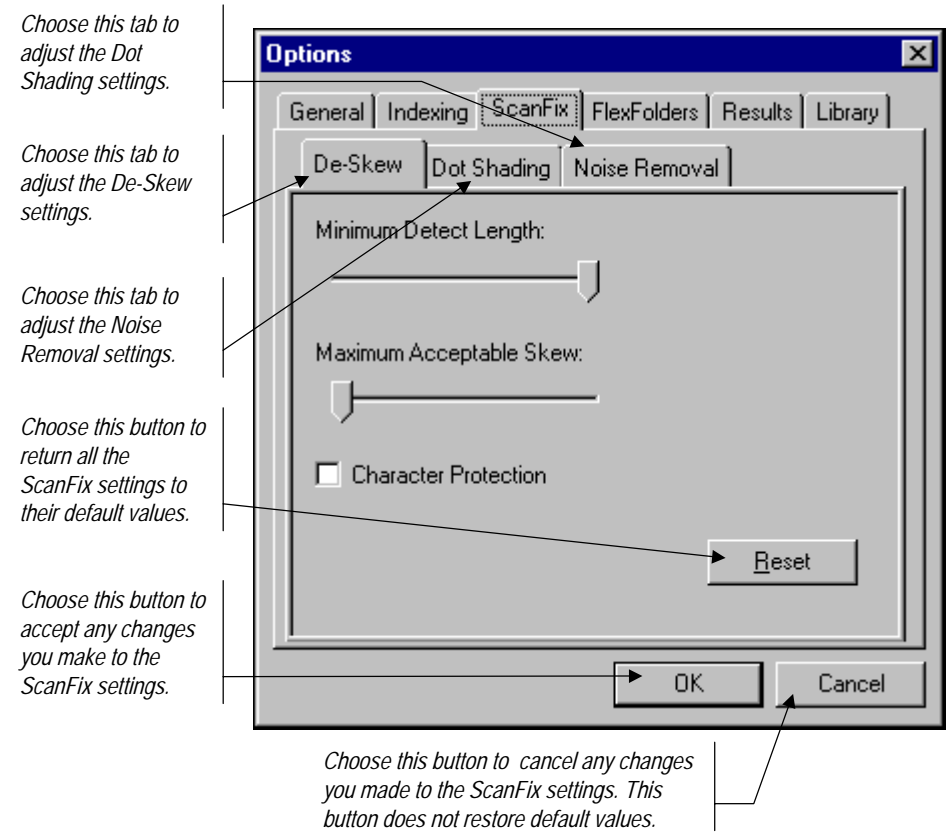 Choose this tab to
adjust the Dot
Shading settings.
Choose this tab to
adjust the De-Skew
settings.
Choose this tab to
adjust the Noise
Removal settings.
Choose this button to
return all the
ScanFix settings to
their default values.
Choose this button to
accept any changes
you make to the
ScanFix settings.
Options
General Indexing ScanFix FlexFolders Results Library
De-Skew Dot Shading Noise Removal
Minimum Detect Length:
Maximum Acceptable Skew:
Character Protection
Reset
OK Cancel
Choose this button to cancel any changes
you made to the ScanFix settings. This
button does not restore default values.